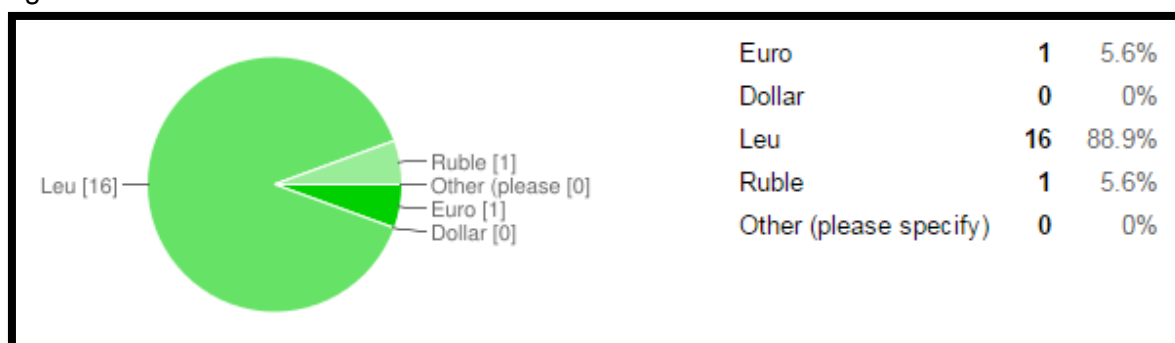 Leu [16]
Ruble [1]
Other (please [0]
Euro [1]
Dollar [0]
Euro 1 5.6%
Dollar 0 0%
Leu 16 88.9%
Ruble 1 5.6%
Other (please specify) 0 0%